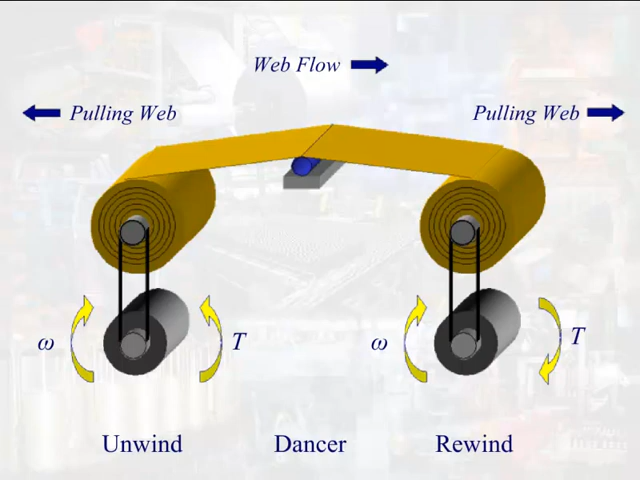 Web Flow
Pulling Web
Pulling Web
ω
T
ω
T
Unwind
Dancer
Rewind